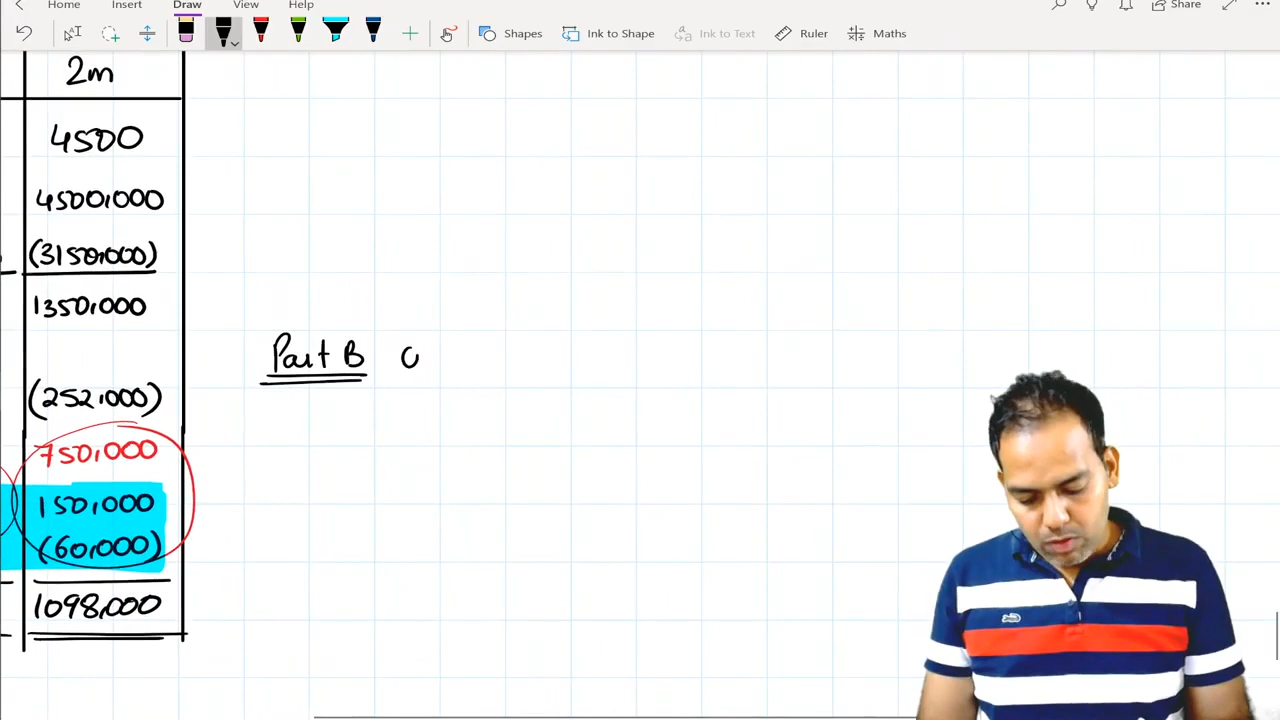 Home Insert Draw View Help Share
Shapes Ink to Shape Ink to Text Ruler Maths
2m
4500
4500,000
(3150,000)
1350,000
Part B C
(252,000)
750,000
150,000
(60,000)
1098,000